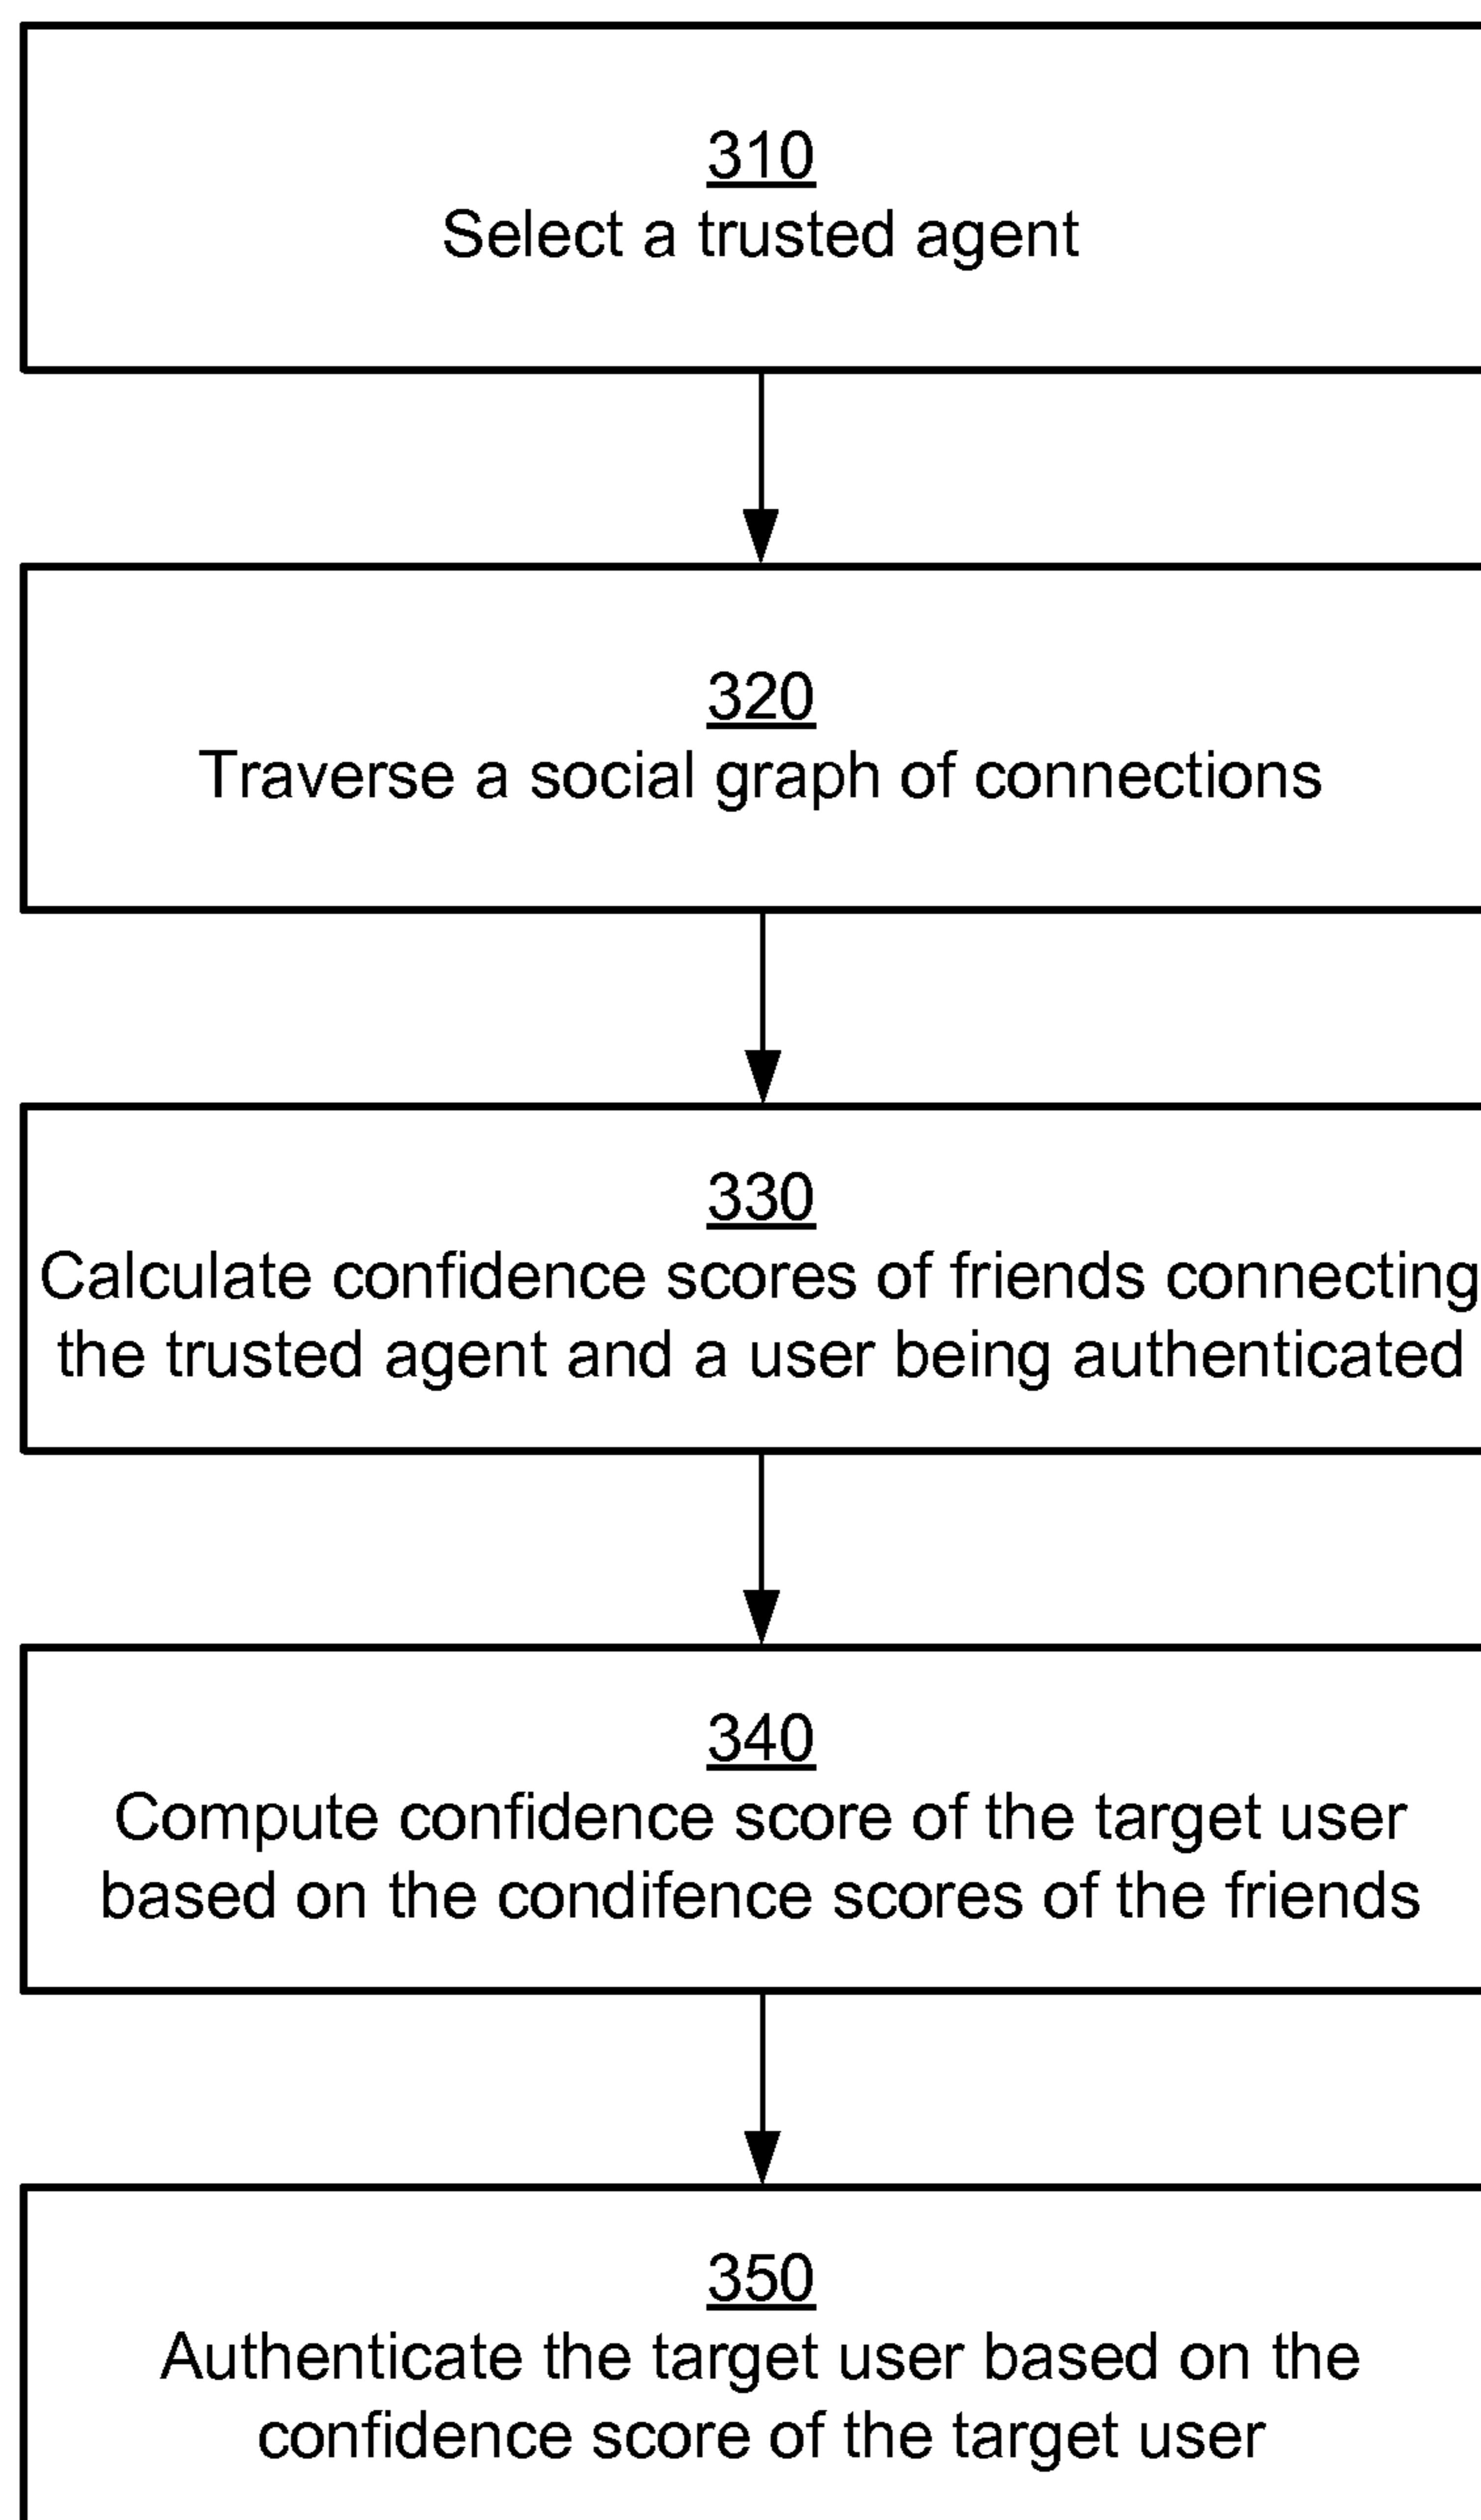 310
Select a trusted agent
320
Traverse a social graph of connections
330
Calculate confidence scores of friends connecting
the trusted agent and a user being authenticated
340
Compute confidence score of the target user
based on the condifence scores of the friends
350
Authenticate the target user based on the
confidence score of the target user